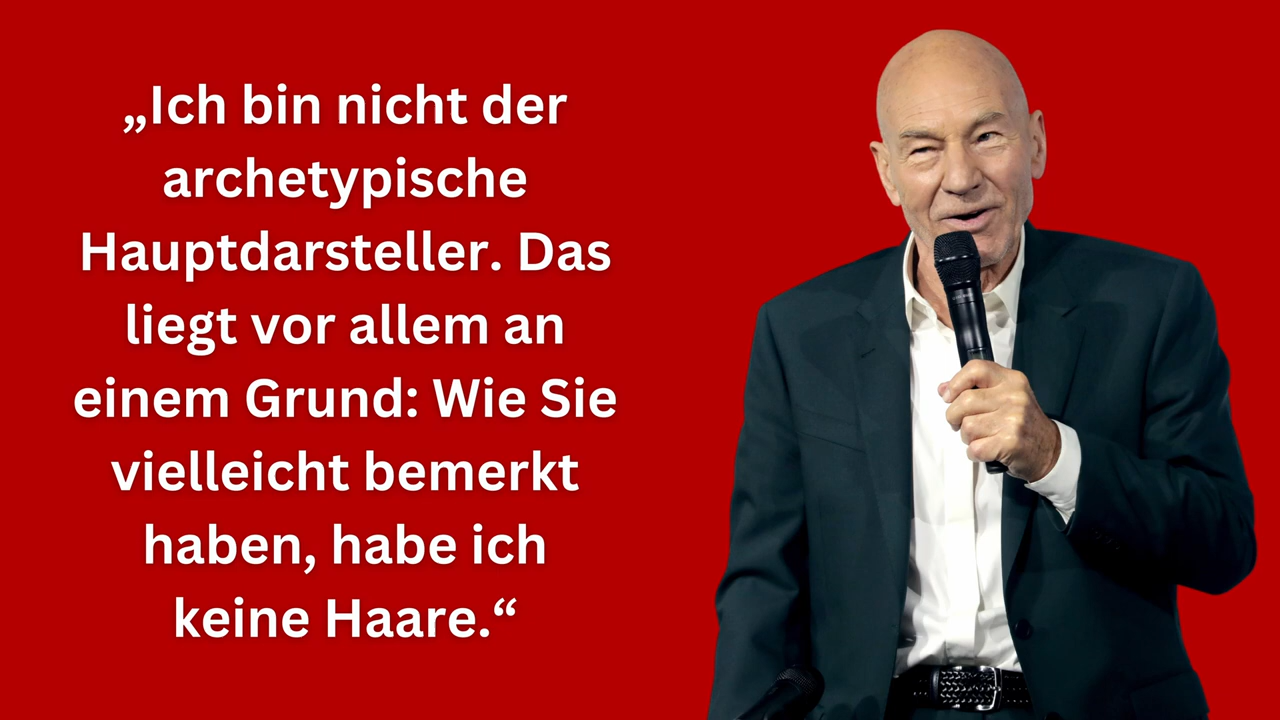 „Ich bin nicht der
archetypische
Hauptdarsteller. Das
liegt vor allem an
einem Grund: Wie Sie
vielleicht bemerkt
haben, habe ich
keine Haare.“